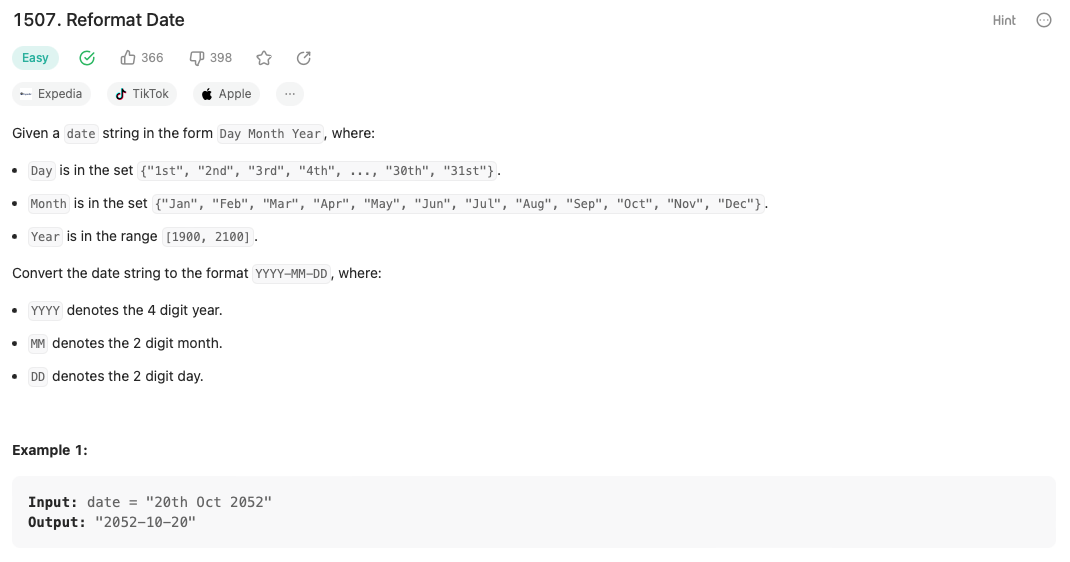 1507. Reformat Date
Hint
Easy 366 398
Expedia TikTok Apple ...
Given a date string in the form Day Month Year, where:
• Day is in the set {"1st", "2nd", "3rd", "4th", ..., "30th", "31st"}.
• Month is in the set {"Jan", "Feb", "Mar", "Apr", "May", "Jun", "Jul", "Aug", "Sep", "Oct", "Nov", "Dec"}.
• Year is in the range [1900, 2100].
Convert the date string to the format YYYY-MM-DD, where:
• YYYY denotes the 4 digit year.
• MM denotes the 2 digit month.
• DD denotes the 2 digit day.
Example 1:
Input: date = "20th Oct 2052"
Output: "2052-10-20"